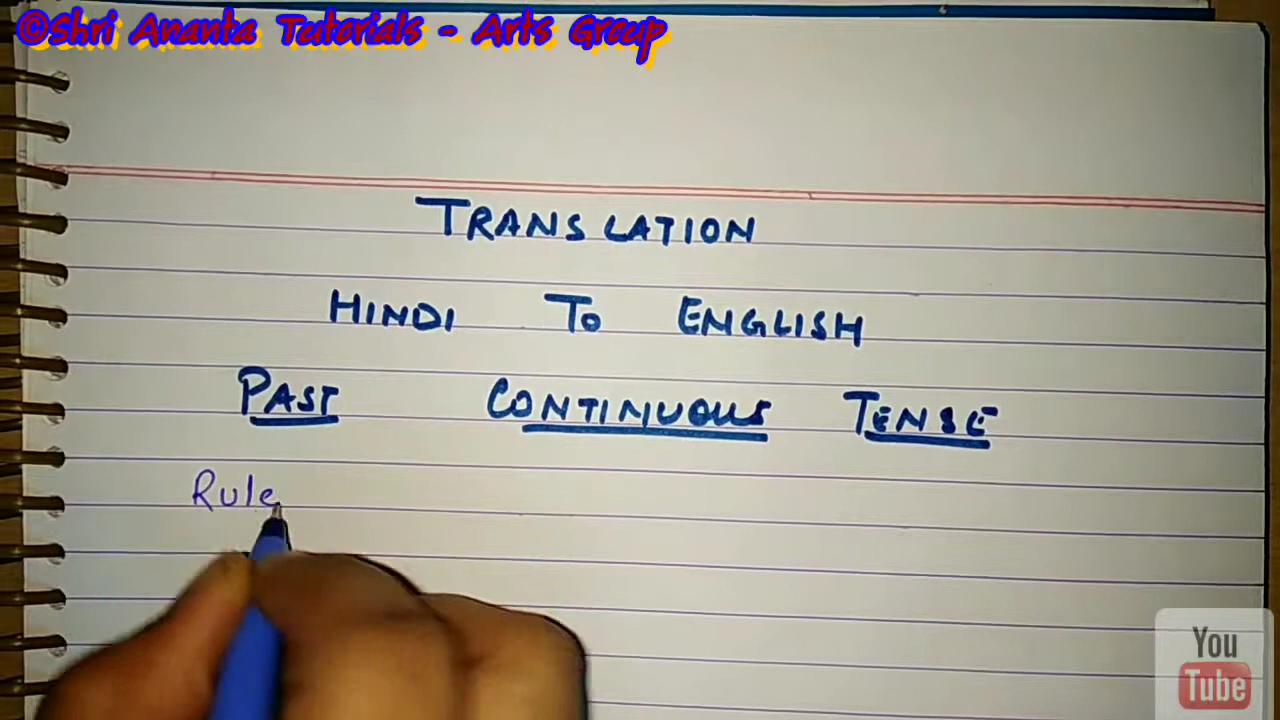 ©Shri Ananta Tutorials - Arts Group
TRANSLATION
HINDI TO ENGLISH
PAST CONTINUOUS TENSE
Rule
You
Tube